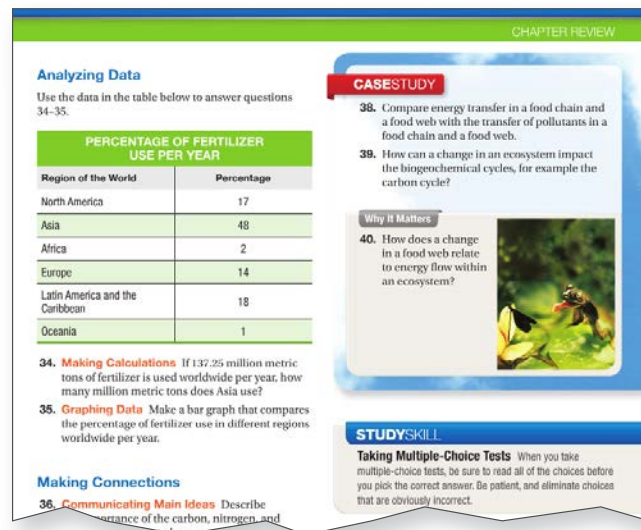 CHAPTER REVIEW
Analyzing Data
Use the data in the table below to answer questions
34–35.
PERCENTAGE OF FERTILIZER
USE PER YEAR
Region of the World Percentage
North America 17
Asia 48
Africa 2
Europe 14
Latin America and the
Caribbean 18
Oceania 1
34. Making Calculations If 137.25 million metric
tons of fertilizer is used worldwide per year, how
many million metric tons does Asia use?
35. Graphing Data Make a bar graph that compares
the percentage of fertilizer use in different regions
worldwide per year.
Making Connections
36. Communicating Main Ideas Describe
of the carbon, nitrogen, and
CASESTUDY
38. Compare energy transfer in a food chain and
a food web with the transfer of pollutants in a
food chain and a food web.
39. How can a change in an ecosystem impact
the biogeochemical cycles, for example the
carbon cycle?
Why It Matters
40. How does a change
in a food web relate
to energy flow within
an ecosystem?
STUDYSKILL
Taking Multiple-Choice Tests When you take
multiple-choice tests, be sure to read all of the choices before
you pick the correct answer. Be patient, and eliminate choices
that are obviously incorrect.